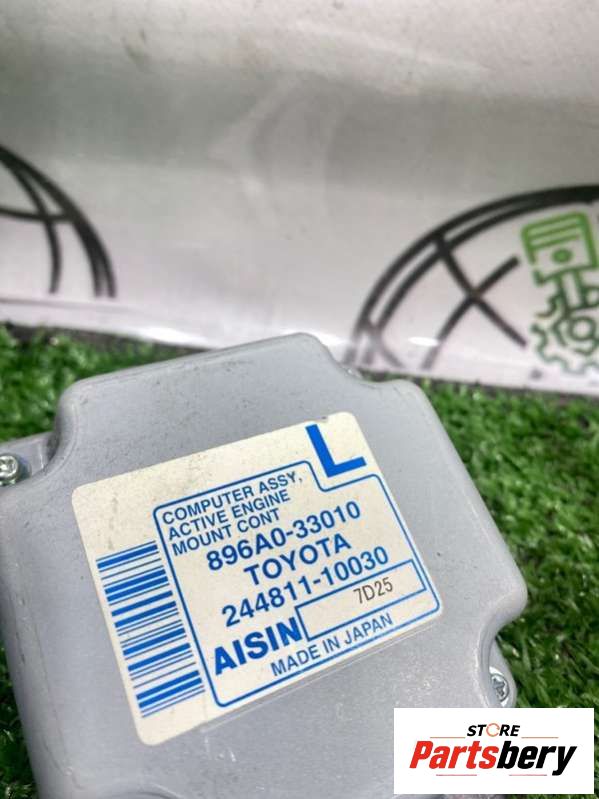 L
COMPUTER ASSY,
ACTIVE ENGINE
MOUNT CONT
896A0-33010
TOYOTA
244811-10030
7D25
AISIN
MADE IN JAPAN
STORE
Partsbery